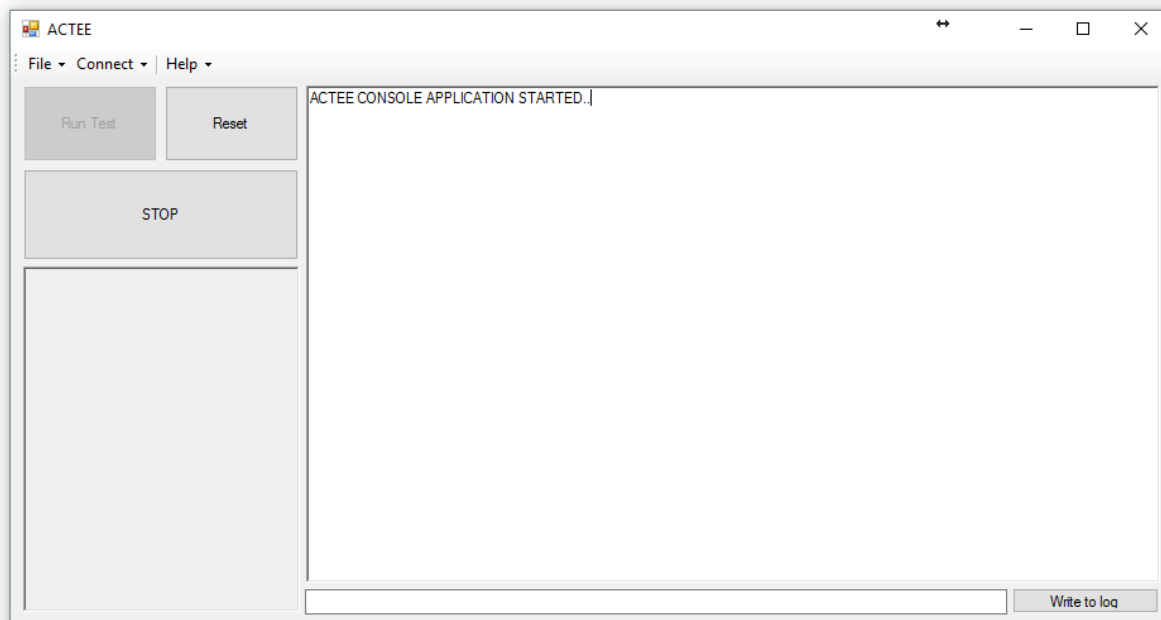 ACTEE
File Connect Help
Run Test Reset
STOP
ACTEE CONSOLE APPLICATION STARTED..
Write to log